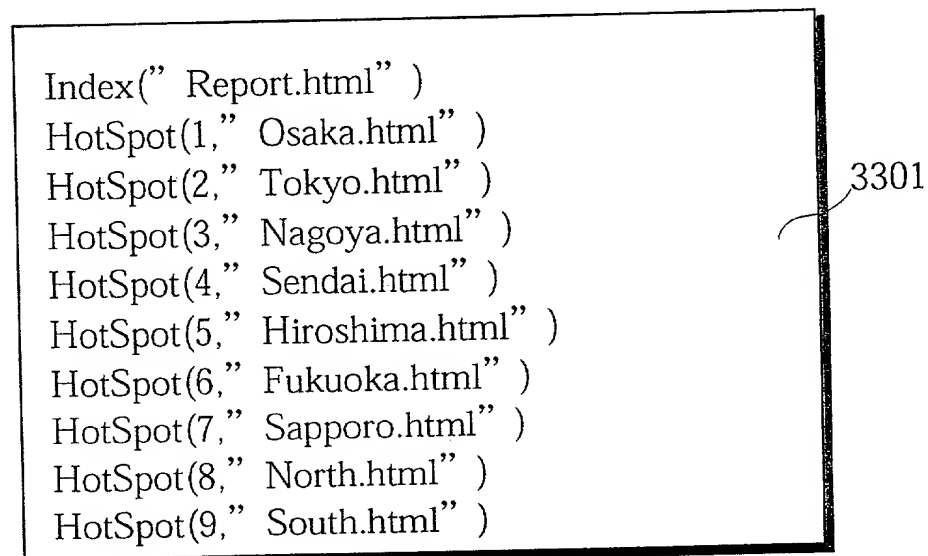 Index(” Report.html” )
HotSpot(1,” Osaka.html” )
HotSpot(2,” Tokyo.html” )
HotSpot(3,” Nagoya.html” )
HotSpot(4,” Sendai.html” )
HotSpot(5,” Hiroshima.html” )
HotSpot(6,” Fukuoka.html” )
HotSpot(7,” Sapporo.html” )
HotSpot(8,” North.html” )
HotSpot(9,” South.html” )
3301